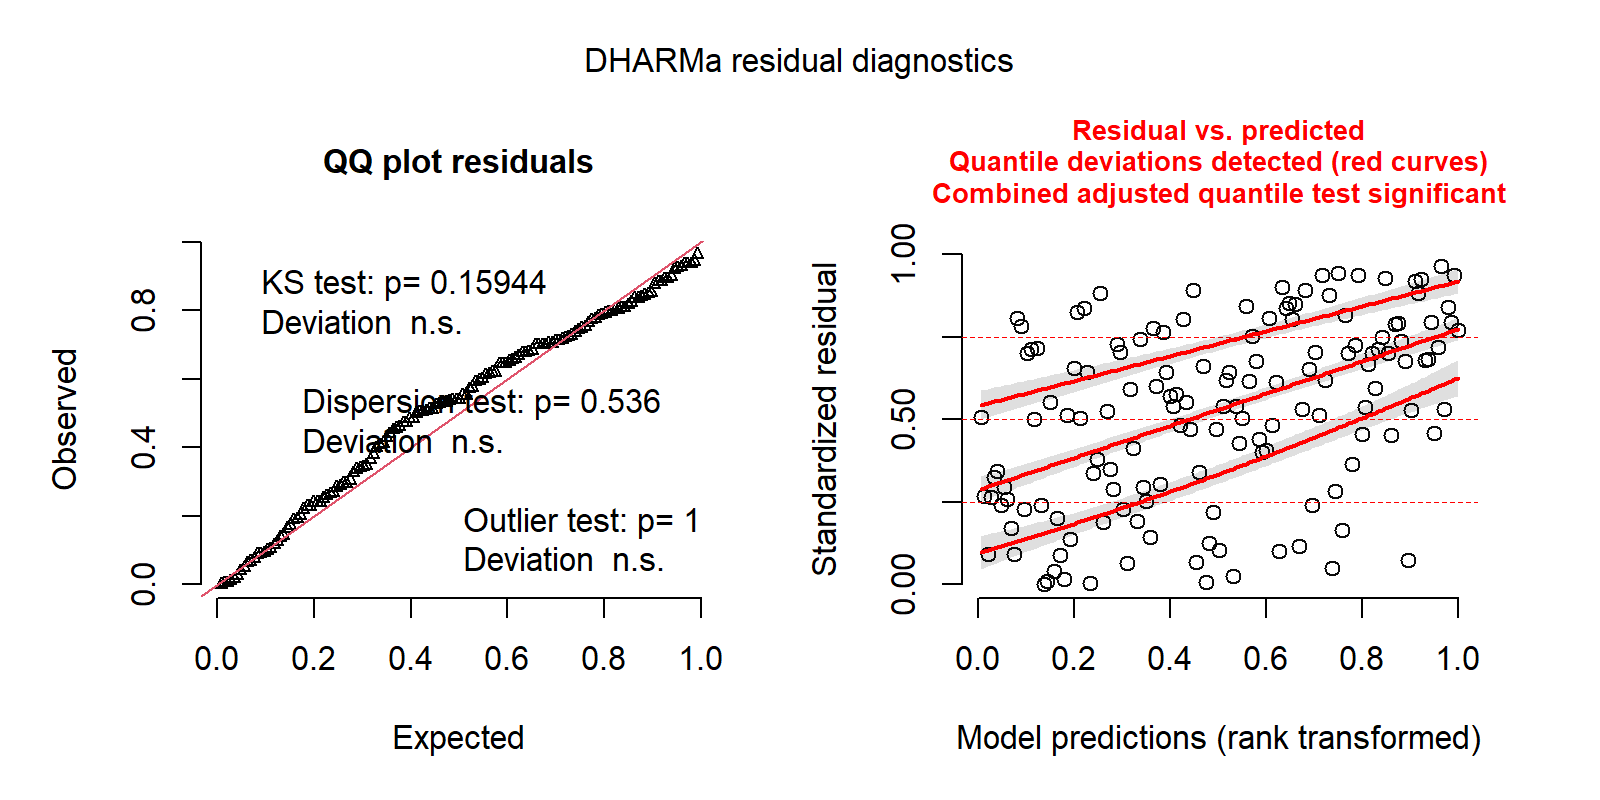 DHARMa residual diagnostics
QQ plot residuals
KS test: p= 0.15944
Deviation n.s.
Dispersion test: p= 0.536
Deviation n.s.
Outlier test: p= 1
Deviation n.s.
Observed
0.0
0.4
0.8
0.0 0.2 0.4 0.6 0.8 1.0
Expected
Residual vs. predicted
Quantile deviations detected (red curves)
Combined adjusted quantile test significant
Standardized residual
0.00
0.50
1.00
0.0 0.2 0.4 0.6 0.8 1.0
Model predictions (rank transformed)